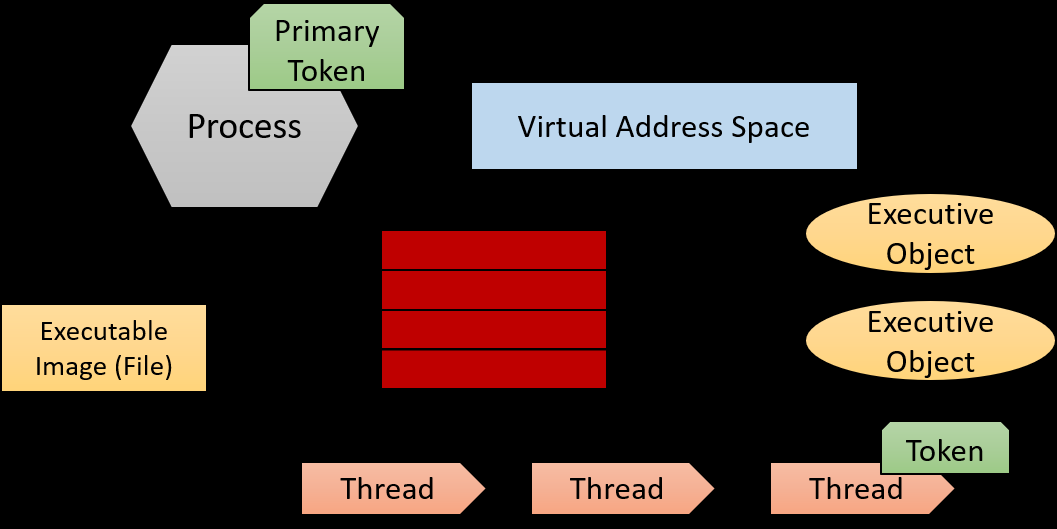 Primary
Token
Process
Virtual Address Space
Executive
Object
Executable
Image (File)
Executive
Object
Token
Thread
Thread
Thread